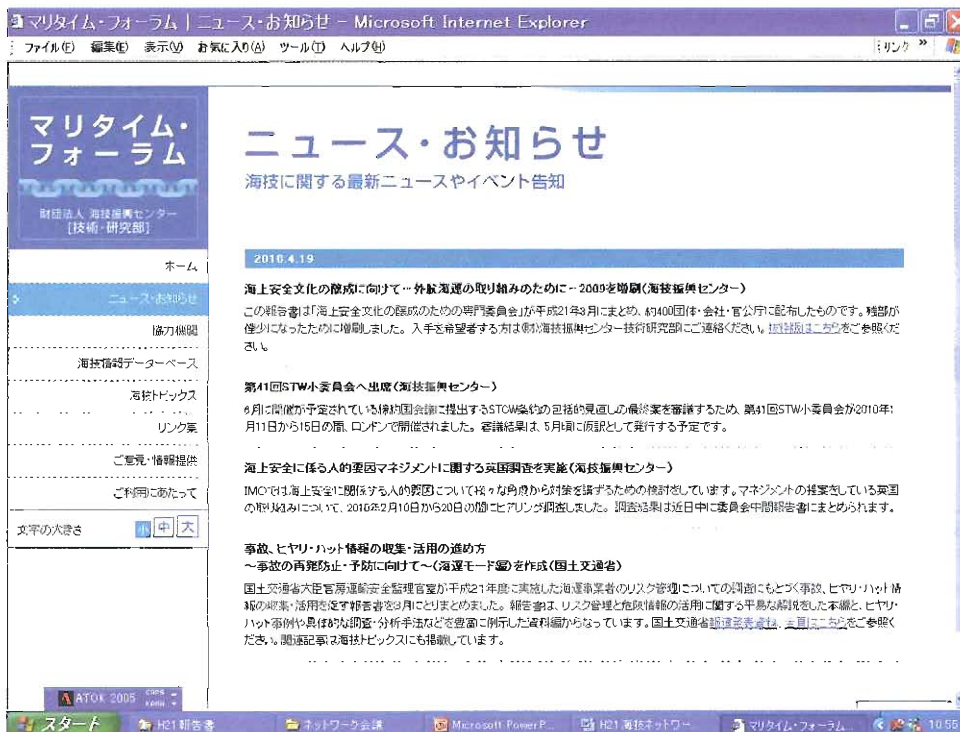 マリタイム・フォーラム | ニュース・お知らせ - Microsoft Internet Explorer
ファイル(F) 編集(E) 表示(V) お気に入り(A) ツール(T) ヘルプ(H)
リンク »
マリタイム・
フォーラム
財団法人 海技振興センター
[技術・研究部]
ホーム
ニュース・お知らせ
協力機関
海技情報データーベース
海技トピックス
リンク集
ご意見・情報提供
ご利用にあたって
文字の大きさ 小 中 大
ニュース・お知らせ
海技に関する最新ニュースやイベント告知
2010.4.19
海上安全文化の醸成に向けて…外航海運の取り組みのために-2009を増刷(海技振興センター)
この報告書は「海上安全文化の醸成のための専門委員会」が平成21年3月にまとめ、約400団体・会社・官公庁に配布したものです。残部が
僅少になったために増刷しました。入手を希望者する方は(財)海技振興センター技術研究部にご連絡ください。抜粋版はこちらをご参照くだ
さい。
第41回STW小委員会へ出席(海技振興センター)
6月に開催が予定されている締約国会議に提出するSTCW条約の包括的見直しの最終案を審議するため、第41回STW小委員会が2010年1
月11日から15日の間、ロンドンで開催されました。審議結果は、5月頃に仮訳として発行する予定です。
海上安全に係る人的要因マネジメントに関する英国調査を実施(海技振興センター)
IMOでは海上安全に関係する人的要因について様々な角度から対策を講ずるための検討をしています。マネジメントの提案をしている英国
の取り組みについて、2010年2月10日から20日の間にヒアリング調査しました。調査結果は近日中に委員会中間報告書にまとめられます。
事故、ヒヤリ・ハット情報の収集・活用の進め方
～事故の再発防止・予防に向けて～(海運モード編)を作成(国土交通省)
国土交通省大臣官房運輸安全監理官室が平成21年度に実施した海運事業者のリスク管理についての調査にもとづく事故、ヒヤリ・ハット情
報の収集・活用を促す報告書を3月にとりまとめました。報告書は、リスク管理と危険情報の活用に関する平易な解説をした本編と、ヒヤリ・
ハット事例や具体的な調査・分析手法などを豊富に例示した資料編からなっています。国土交通省報道発表資料、全頁はこちらをご参照く
ださい。関連記事は海技トピックスにも掲載しています。
ATOK 2005 CAPS KANA
スタート H21報告書 ネットワーク会議 Microsoft PowerP... H21海技ネットワー... マリタイム・フォーラム... 10:55